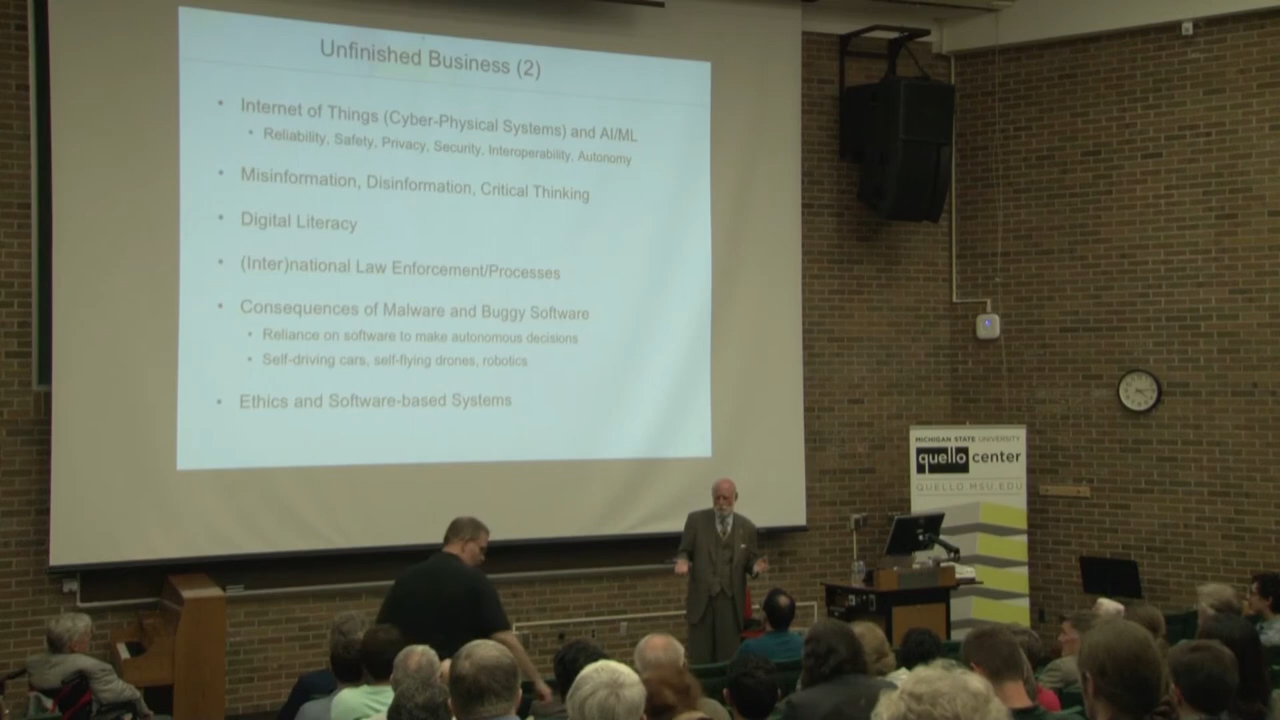 Unfinished Business (2)
• Internet of Things (Cyber-Physical Systems) and AI/ML
• Reliability, Safety, Privacy, Security, Interoperability, Autonomy
• Misinformation, Disinformation, Critical Thinking
• Digital Literacy
• (Inter)national Law Enforcement/Processes
• Consequences of Malware and Buggy Software
• Reliance on software to make autonomous decisions
• Self-driving cars, self-flying drones, robotics
• Ethics and Software-based Systems
MICHIGAN STATE UNIVERSITY
quello center
QUELLO.MSU.EDU